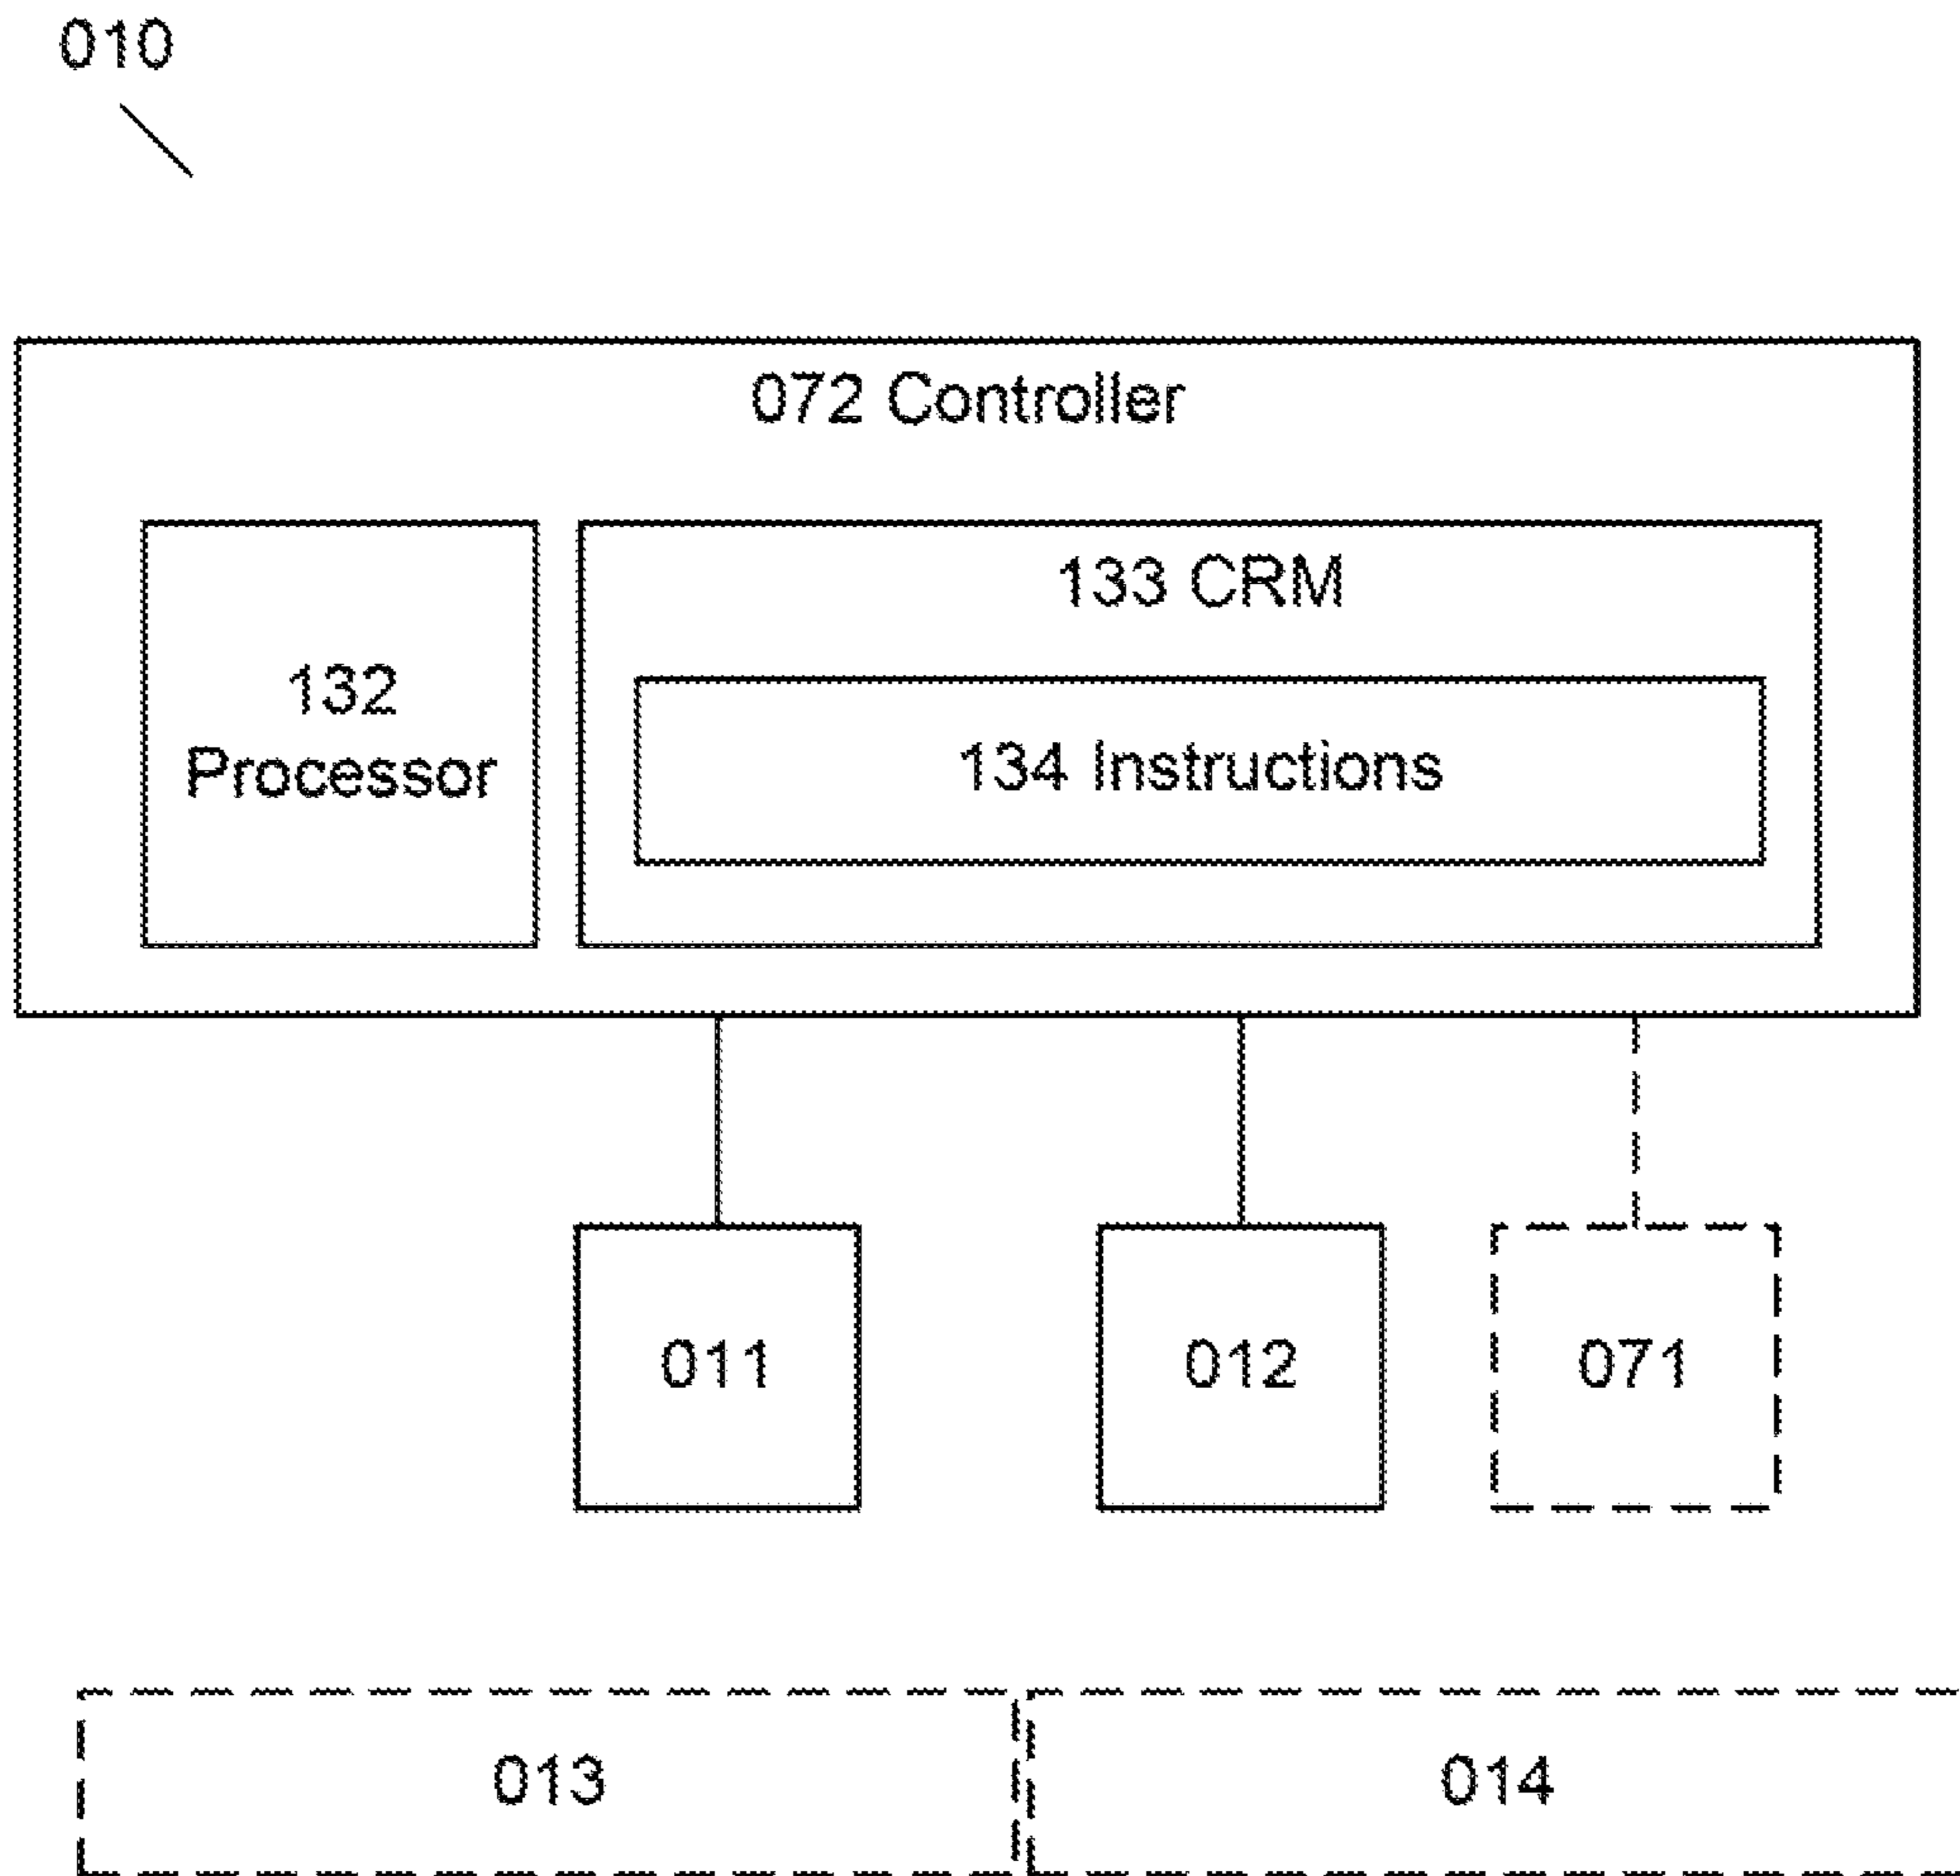 010
072 Controller
132
Processor
133 CRM
134 Instructions
011
012
071
013
014